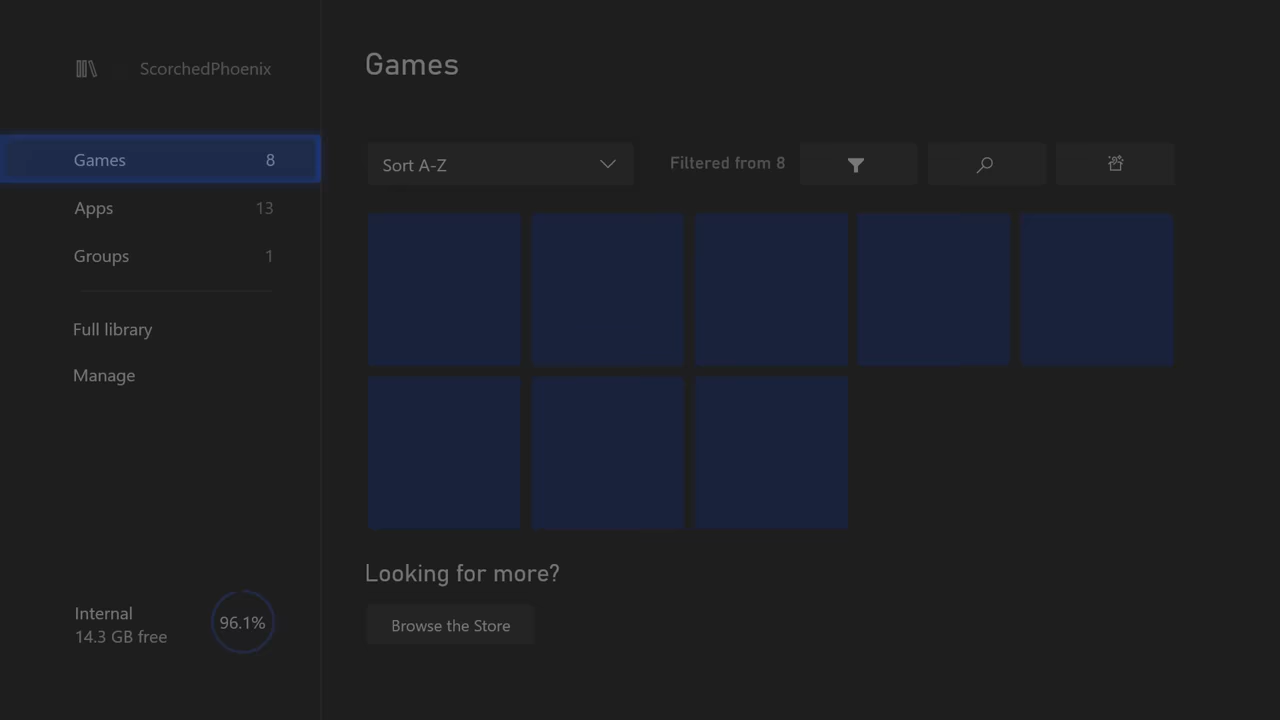 ScorchedPhoenix
Games 8
Apps 13
Groups 1
Full library
Manage
Internal
14.3 GB free
96.1%
Games
Sort A-Z
Filtered from 8
Looking for more?
Browse the Store